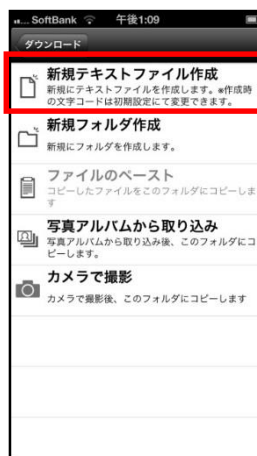 SoftBank 午後1:09
ダウンロード
新規テキストファイル作成
新規にテキストファイルを作成します。※作成時
の文字コードは初期設定にて変更できます。
新規フォルダ作成
新規にフォルダを作成します。
ファイルのペースト
コピーしたファイルをこのフォルダにコピーしま
す
写真アルバムから取り込み
写真アルバムから取り込み後、このフォルダにコ
ピーします。
カメラで撮影
カメラで撮影後、このフォルダにコピーします